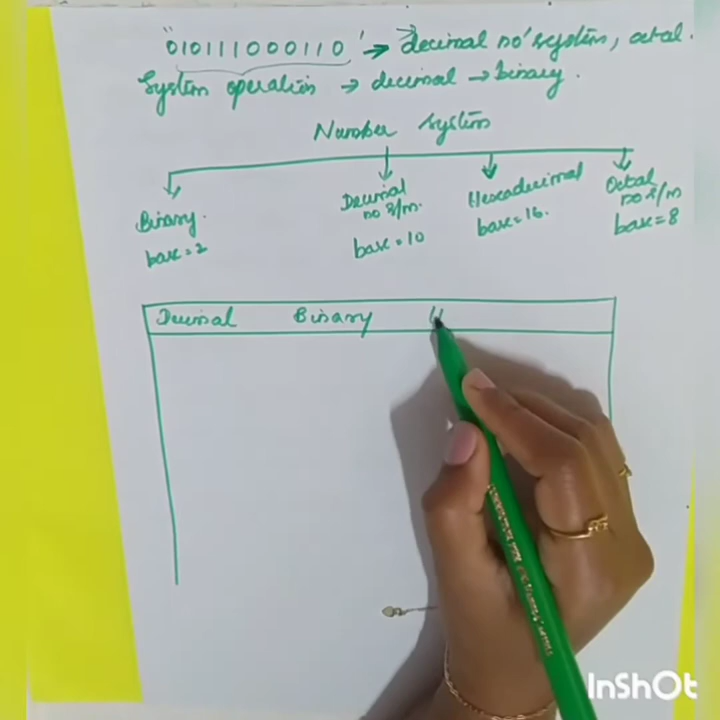 "010111000110' → decimal no' system, octal.
System operation → decimal → binary.
Number system
Binary. base = 2
Decimal no s/m. base = 10
Hexadecimal base = 16.
Octal no s/m base = 8
Decimal Binary H
InShOt